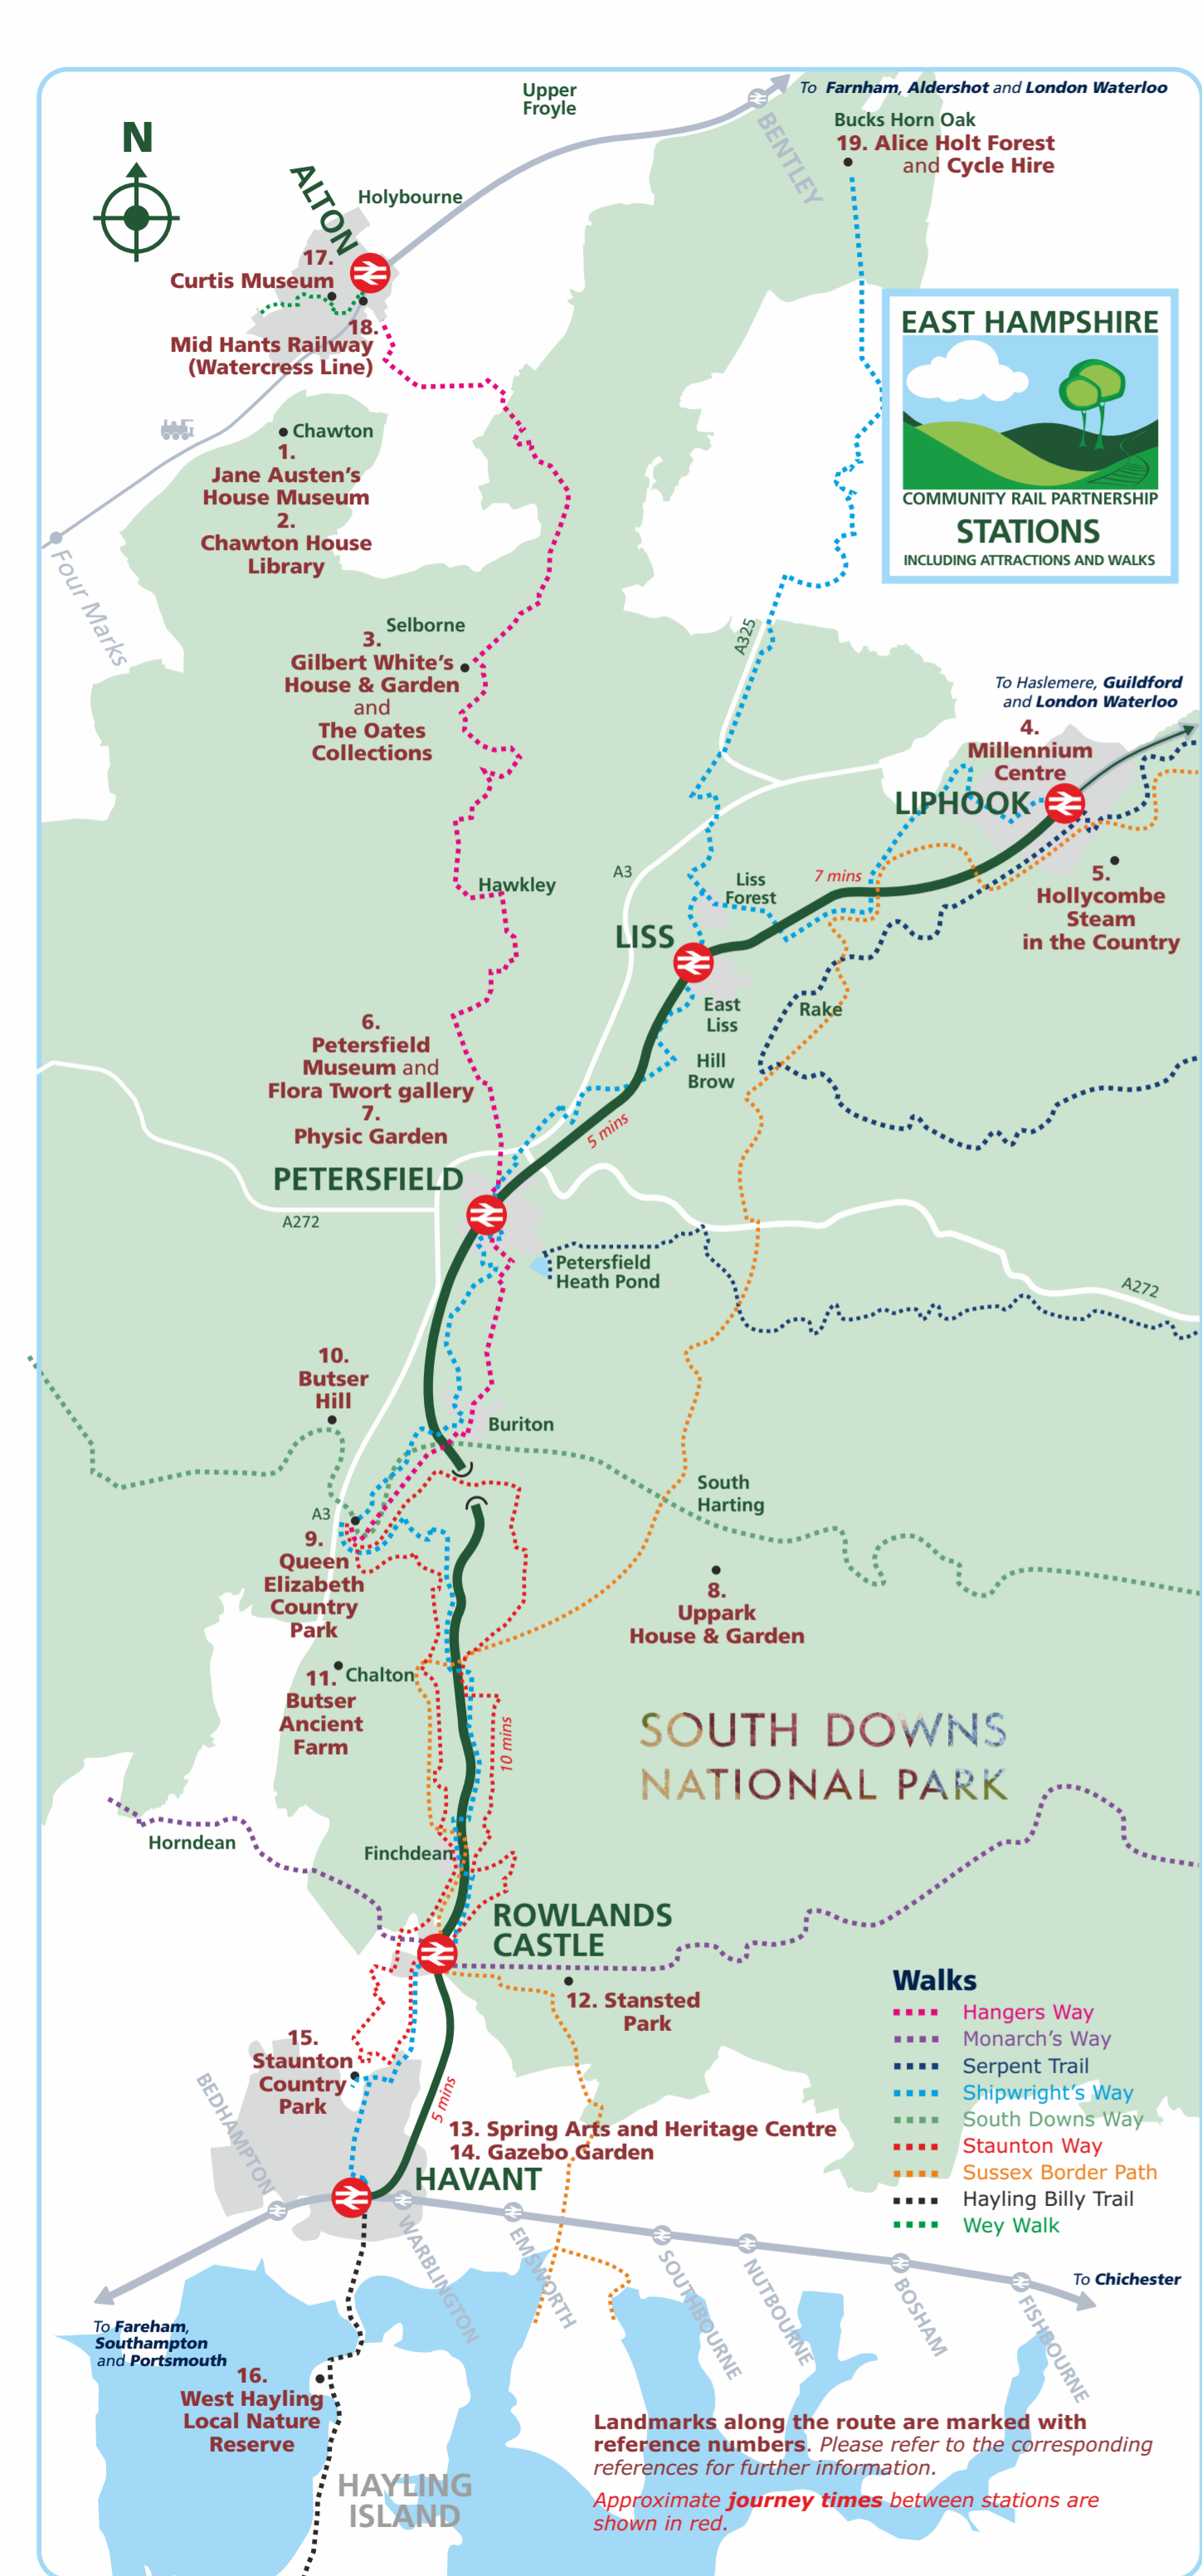 To Farnham, Aldershot and London Waterloo
Upper
Froyle
BENTLEY
Bucks Horn Oak
19. Alice Holt Forest
and Cycle Hire
N
ALTON
Holybourne
17.
Curtis Museum
18.
Mid Hants Railway
(Watercress Line)
EAST HAMPSHIRE
COMMUNITY RAIL PARTNERSHIP
STATIONS
INCLUDING ATTRACTIONS AND WALKS
Chawton
1.
Jane Austen’s
House Museum
2.
Chawton House
Library
Four Marks
Selborne
3.
Gilbert White’s
House & Garden
and
The Oates
Collections
A325
To Haslemere, Guildford
and London Waterloo
4.
Millennium
Centre
LIPHOOK
5.
Hollycombe
Steam
in the Country
A3
Hawkley
Liss
Forest
7 mins
LISS
East
Liss
Rake
Hill
Brow
6.
Petersfield
Museum and
Flora Twort gallery
7.
Physic Garden
5 mins
PETERSFIELD
A272
Petersfield
Heath Pond
A272
10.
Butser
Hill
Buriton
South
Harting
A3
9.
Queen
Elizabeth
Country
Park
8.
Uppark
House & Garden
11.
Chalton
Butser
Ancient
Farm
10 mins
SOUTH DOWNS
NATIONAL PARK
Horndean
Finchdean
ROWLANDS
CASTLE
12. Stansted
Park
Walks
Hangers Way
Monarch’s Way
Serpent Trail
Shipwright’s Way
South Downs Way
Staunton Way
Sussex Border Path
Hayling Billy Trail
Wey Walk
15.
Staunton
Country
Park
5 mins
13. Spring Arts and Heritage Centre
14. Gazebo Garden
HAVANT
BEDHAMPTON
WARBLINGTON
EMSWORTH
SOUTHBOURNE
NUTBOURNE
BOSHAM
FISHBOURNE
To Chichester
To Fareham,
Southampton
and Portsmouth
16.
West Hayling
Local Nature
Reserve
HAYLING
ISLAND
Landmarks along the route are marked with
reference numbers. Please refer to the corresponding
references for further information.
Approximate journey times between stations are
shown in red.